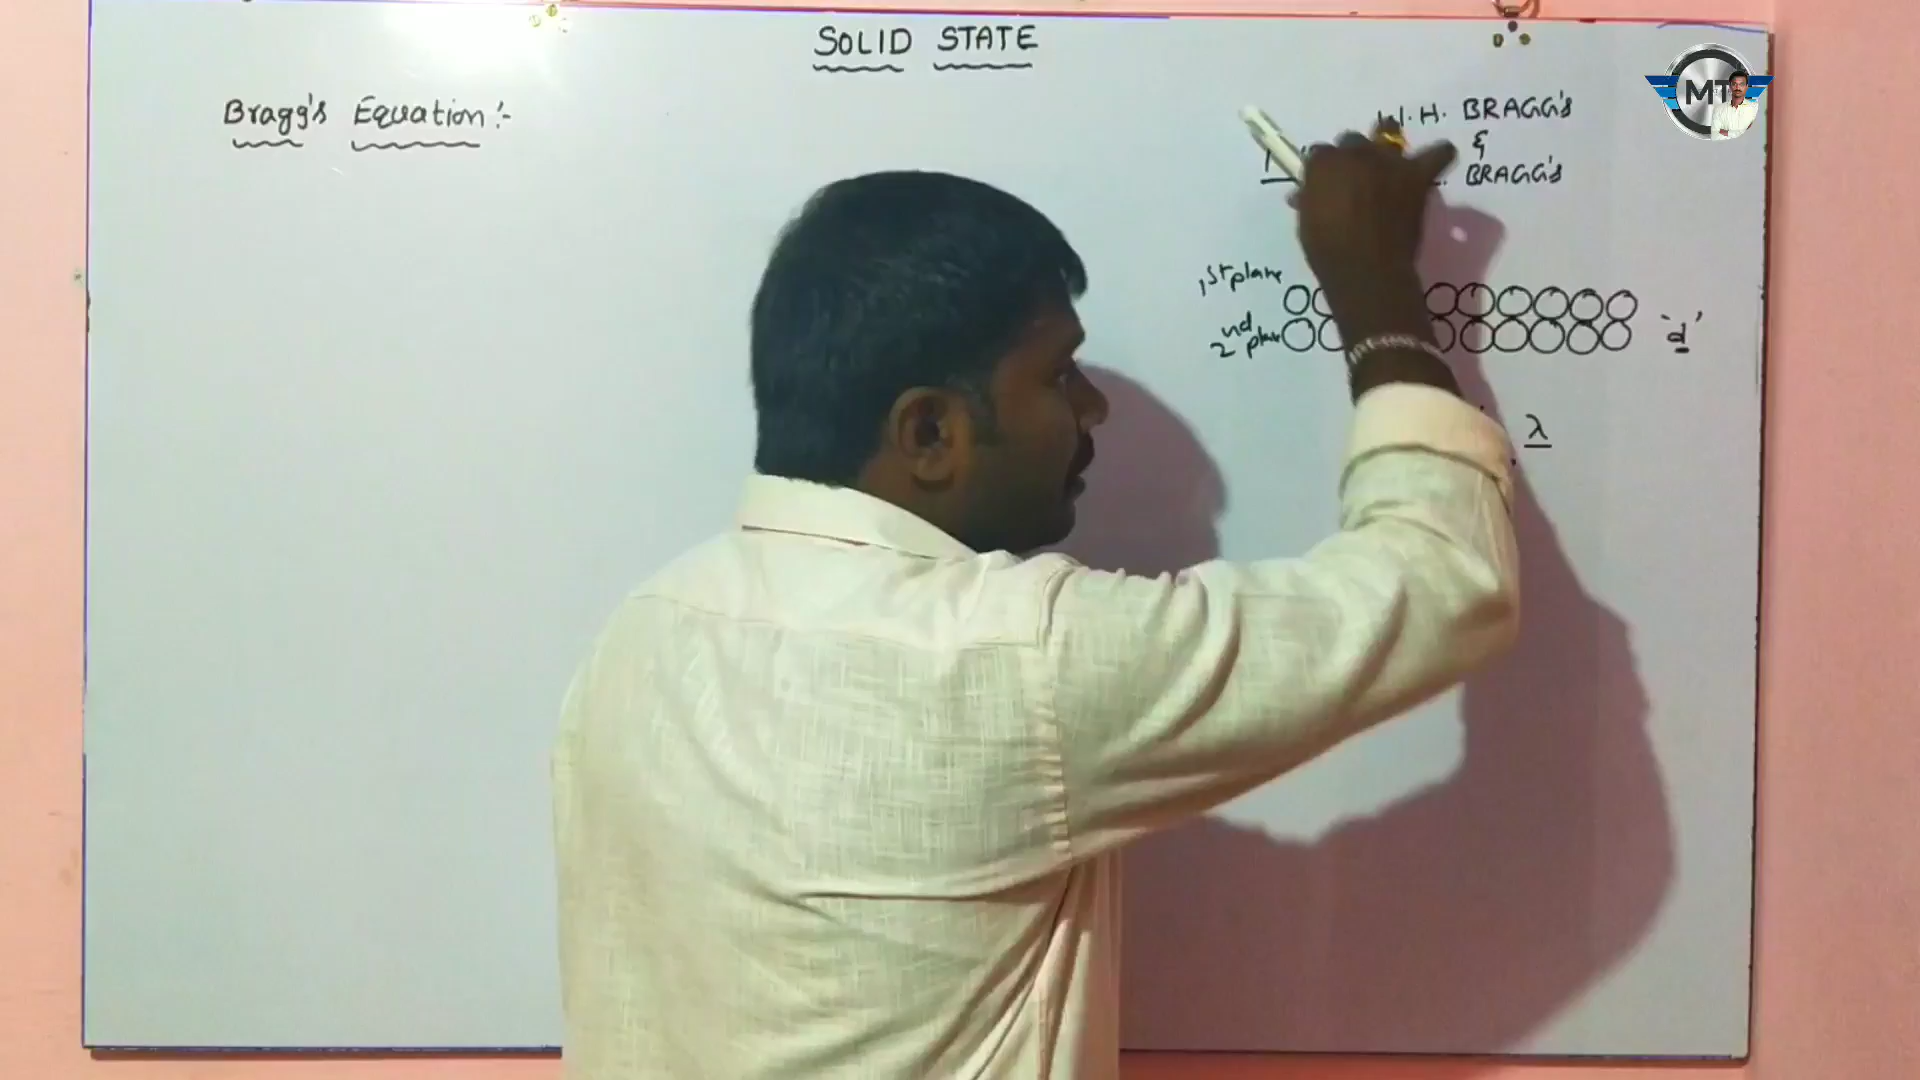 SOLID STATE
Bragg's Equation:-
W. H. BRAGG'S
&
BRAGG'S
MT
1st plane
2nd plane
'd'
λ